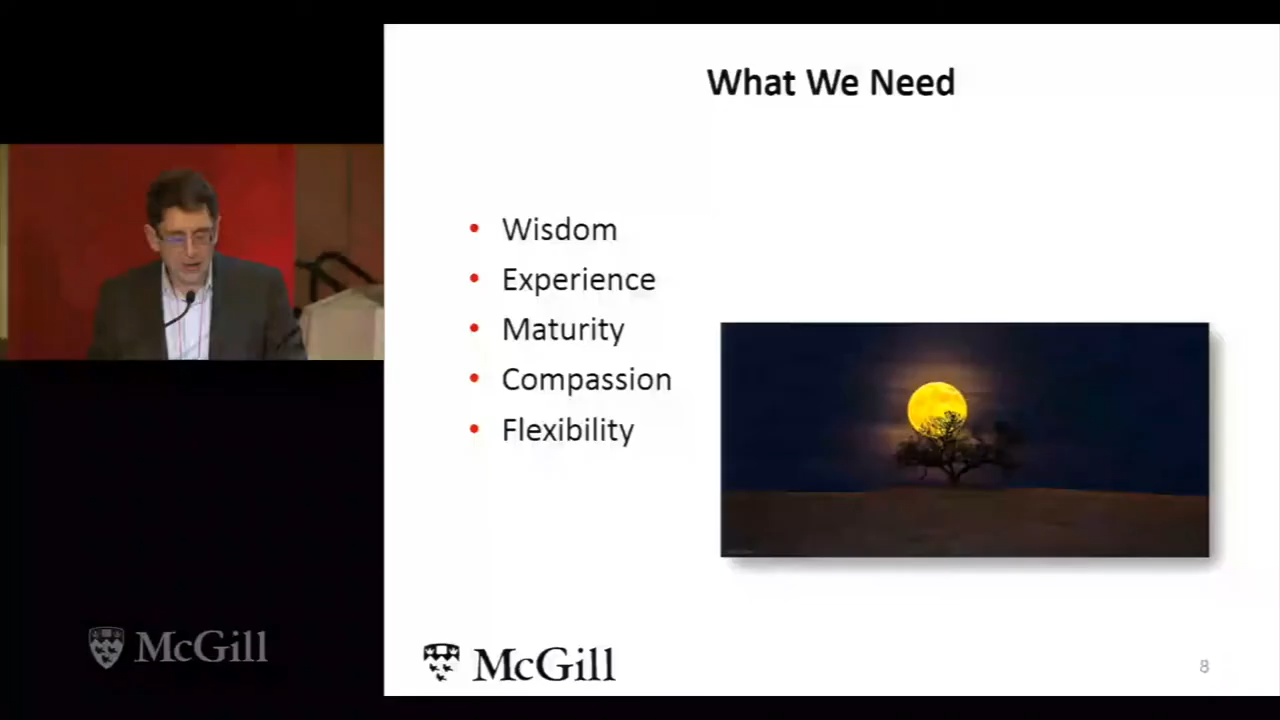 What We Need
• Wisdom
• Experience
• Maturity
• Compassion
• Flexibility
McGill
McGill
8